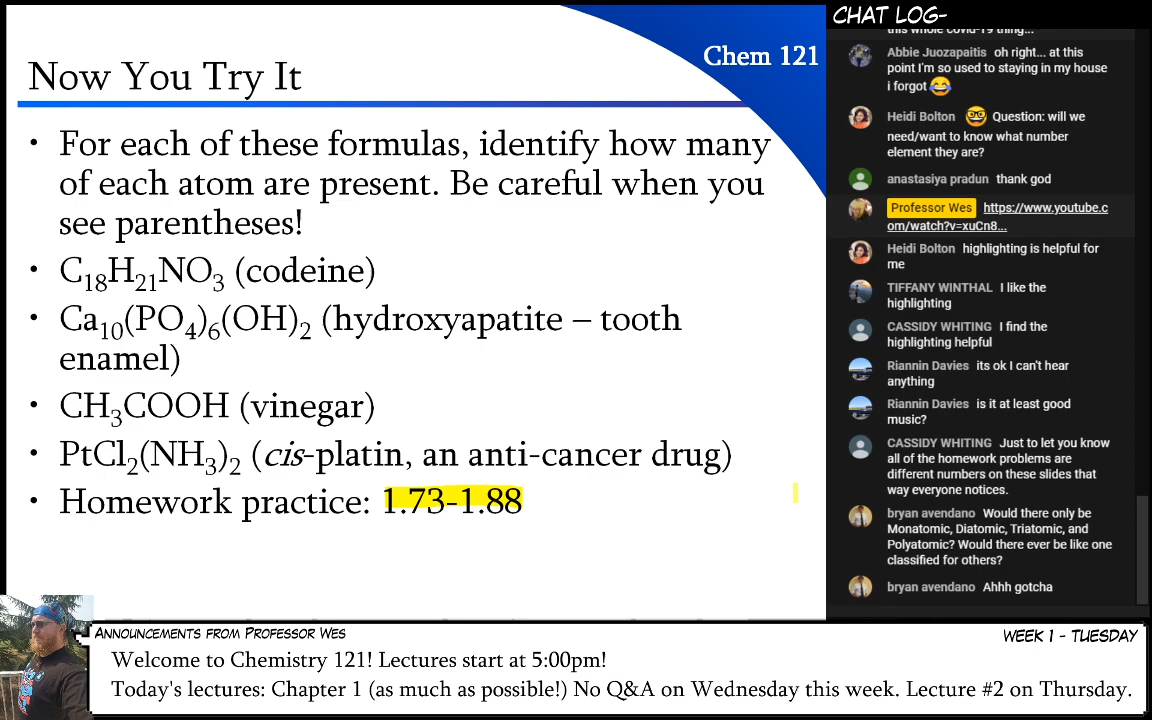 Chem 121
Now You Try It
• For each of these formulas, identify how many
of each atom are present. Be careful when you
see parentheses!
• C₁₈H₂₁NO₃ (codeine)
• Ca₁₀(PO₄)₆(OH)₂ (hydroxyapatite – tooth
enamel)
• CH₃COOH (vinegar)
• PtCl₂(NH₃)₂ (cis-platin, an anti-cancer drug)
• Homework practice: 1.73-1.88
CHAT LOG-
this whole covid-19 thing...
Abbie Juozapaitis oh right... at this
point I'm so used to staying in my house
i forgot 😂
Heidi Bolton 🤓 Question: will we
need/want to know what number
element they are?
anastasiya pradun thank god
Professor Wes https://www.youtube.c
om/watch?v=xuCn8...
Heidi Bolton highlighting is helpful for
me
TIFFANY WINTHAL I like the
highlighting
CASSIDY WHITING I find the
highlighting helpful
Riannin Davies its ok I can't hear
anything
Riannin Davies is it at least good
music?
CASSIDY WHITING Just to let you know
all of the homework problems are
different numbers on these slides that
way everyone notices.
bryan avendano Would there only be
Monatomic, Diatomic, Triatomic, and
Polyatomic? Would there ever be like one
classified for others?
bryan avendano Ahhh gotcha
ANNOUNCEMENTS FROM PROFESSOR WES
WEEK 1 - TUESDAY
Welcome to Chemistry 121! Lectures start at 5:00pm!
Today's lectures: Chapter 1 (as much as possible!) No Q&A on Wednesday this week. Lecture #2 on Thursday.